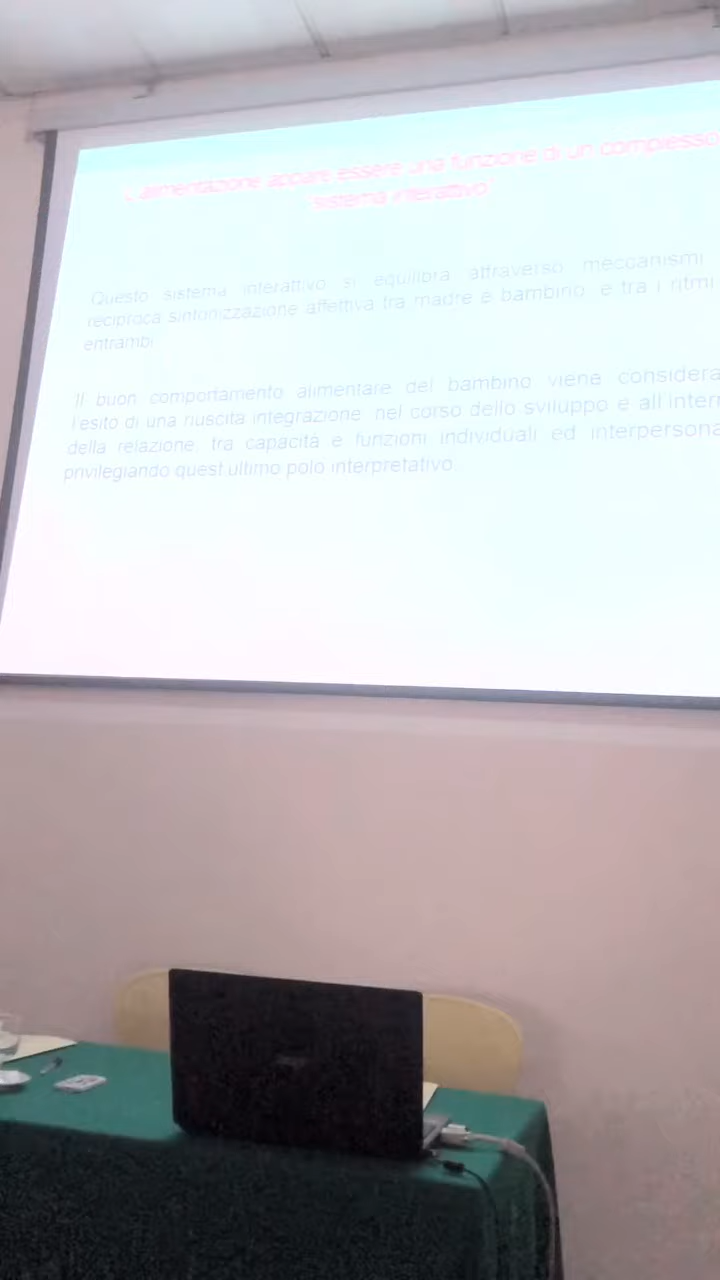 L'alimentazione appare essere una funzione di un complesso
"sistema interattivo"
Questo sistema interattivo si equilibra attraverso meccanismi
reciproca sintonizzazione affettiva tra madre e bambino e tra i ritmi
entrambi
Il buon comportamento alimentare del bambino viene considera
l'esito di una riuscita integrazione, nel corso dello sviluppo e all'inter
della relazione, tra capacità e funzioni individuali ed interpersona
privilegiando quest'ultimo polo interpretativo.